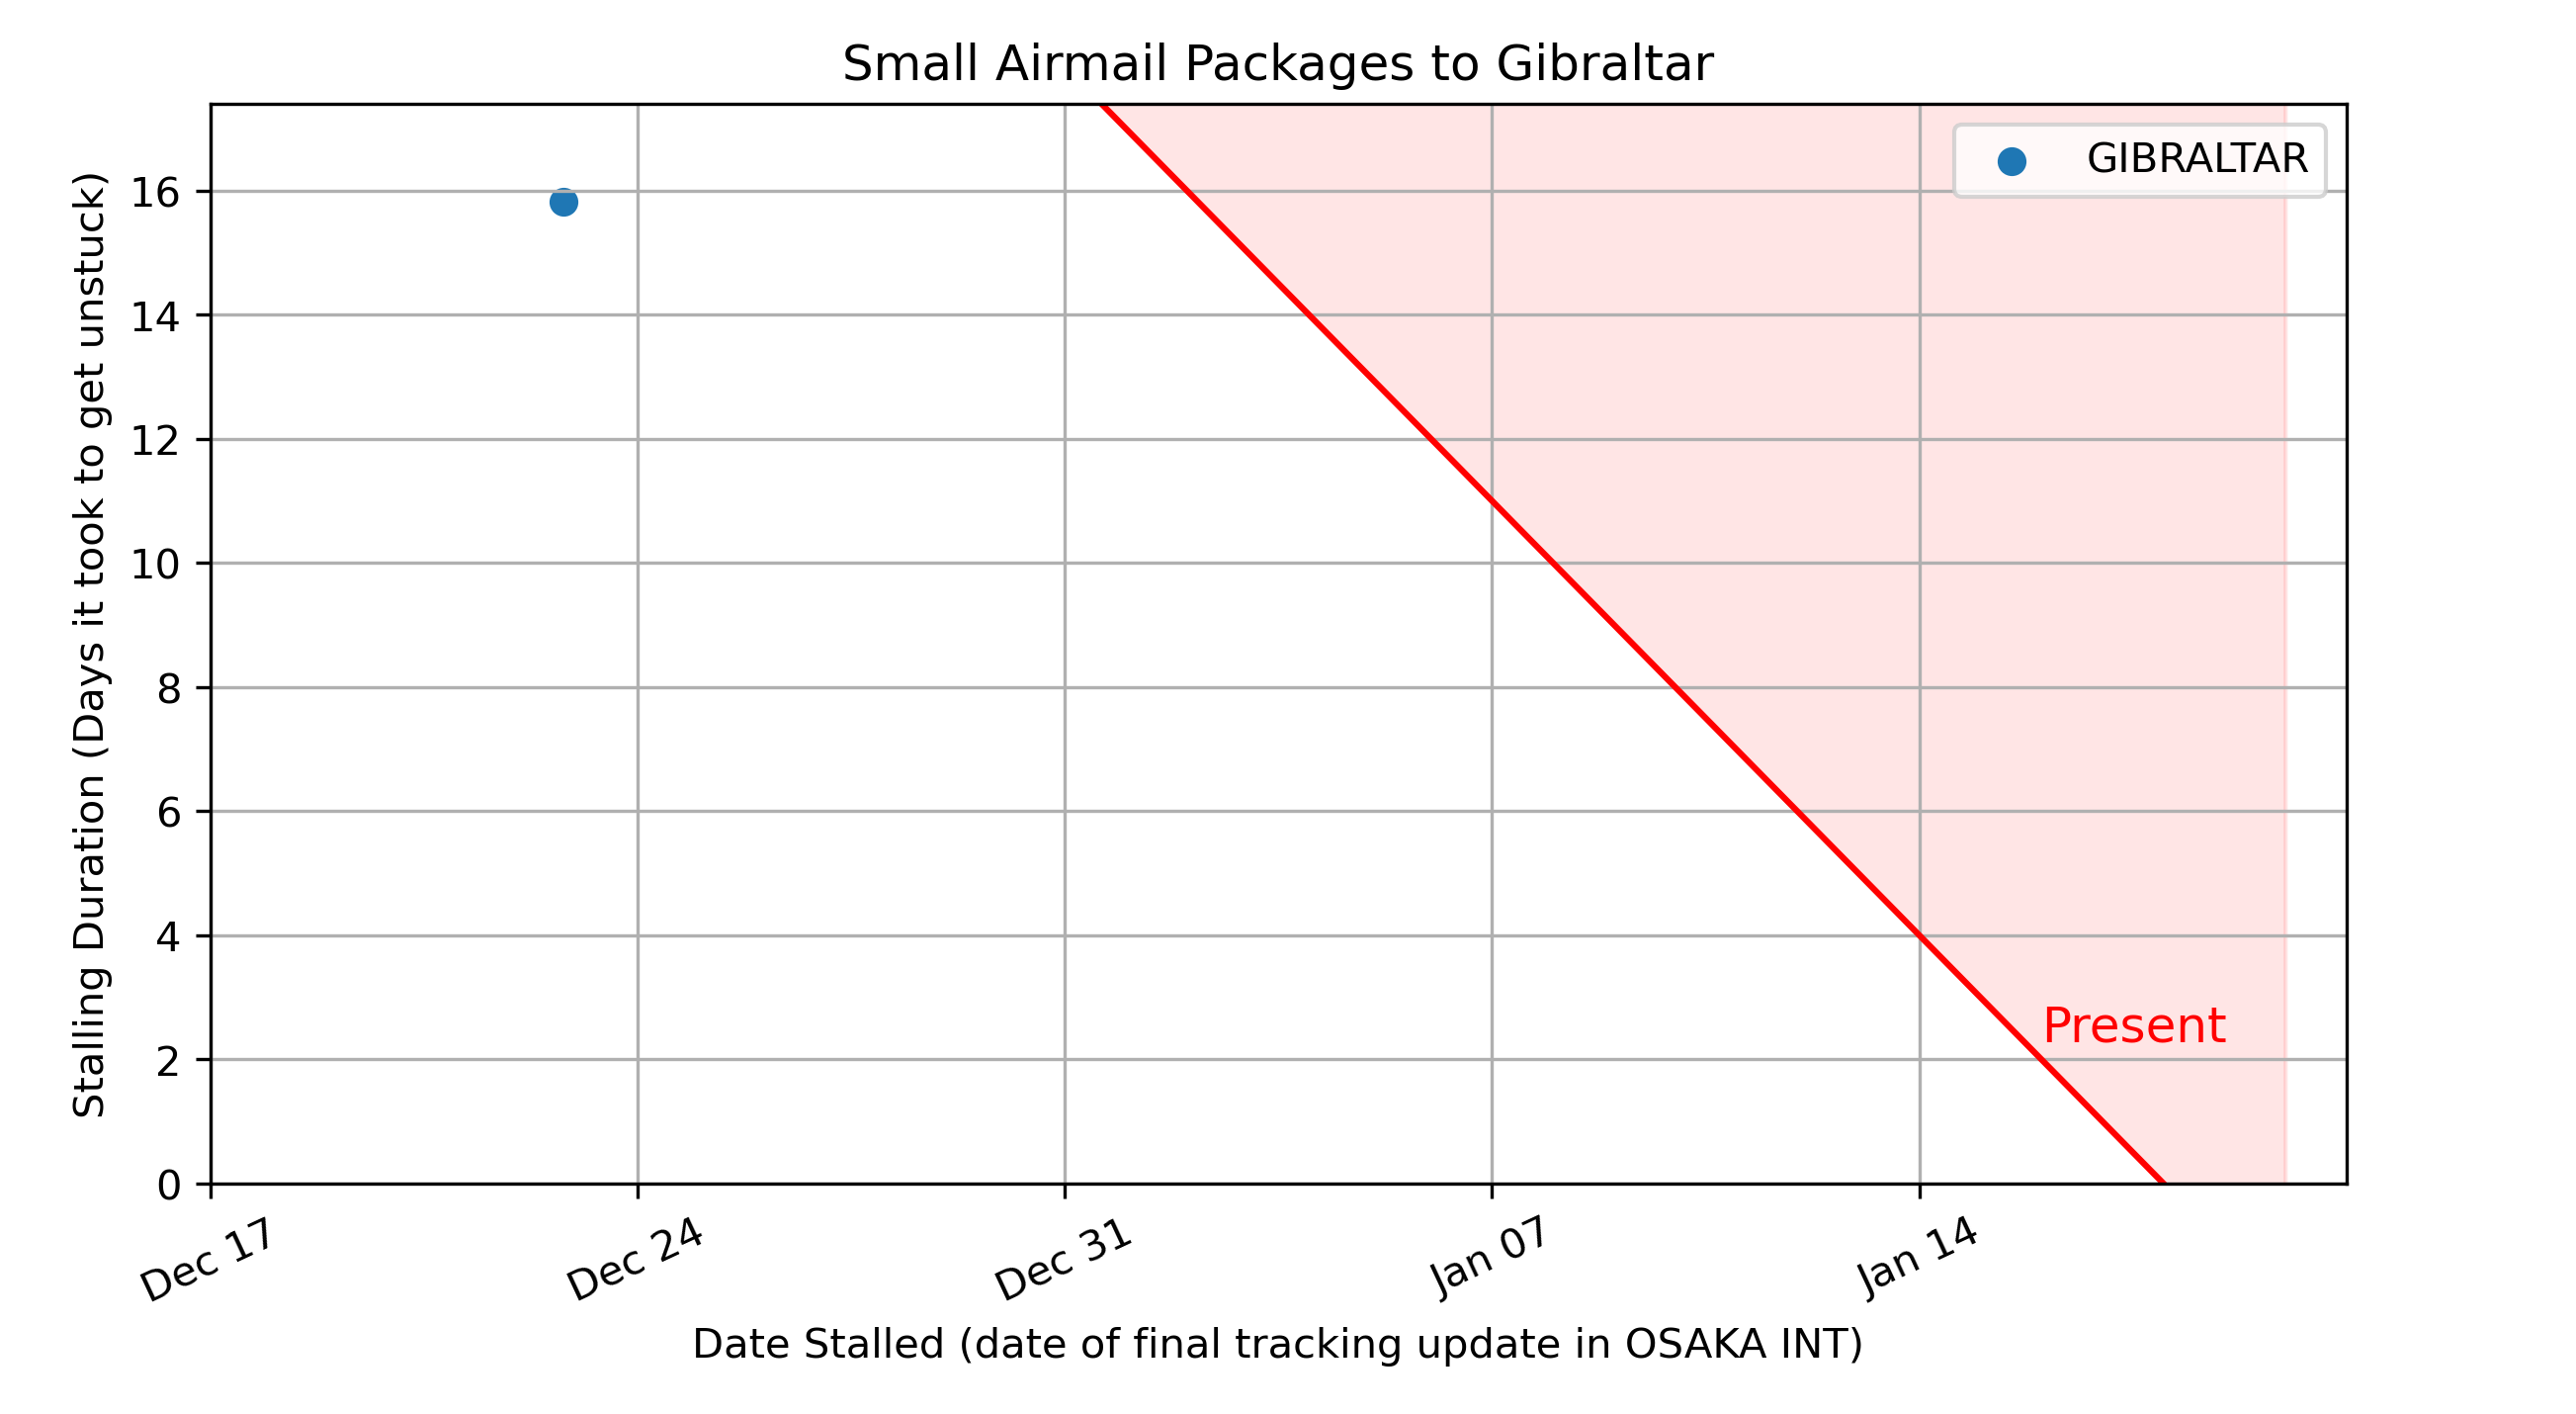 Small Airmail Packages to Gibraltar
GIBRALTAR
Stalling Duration (Days it took to get unstuck)
16
14
12
10
8
6
4
2
0
Present
Dec 17
Dec 24
Dec 31
Jan 07
Jan 14
Date Stalled (date of final tracking update in OSAKA INT)